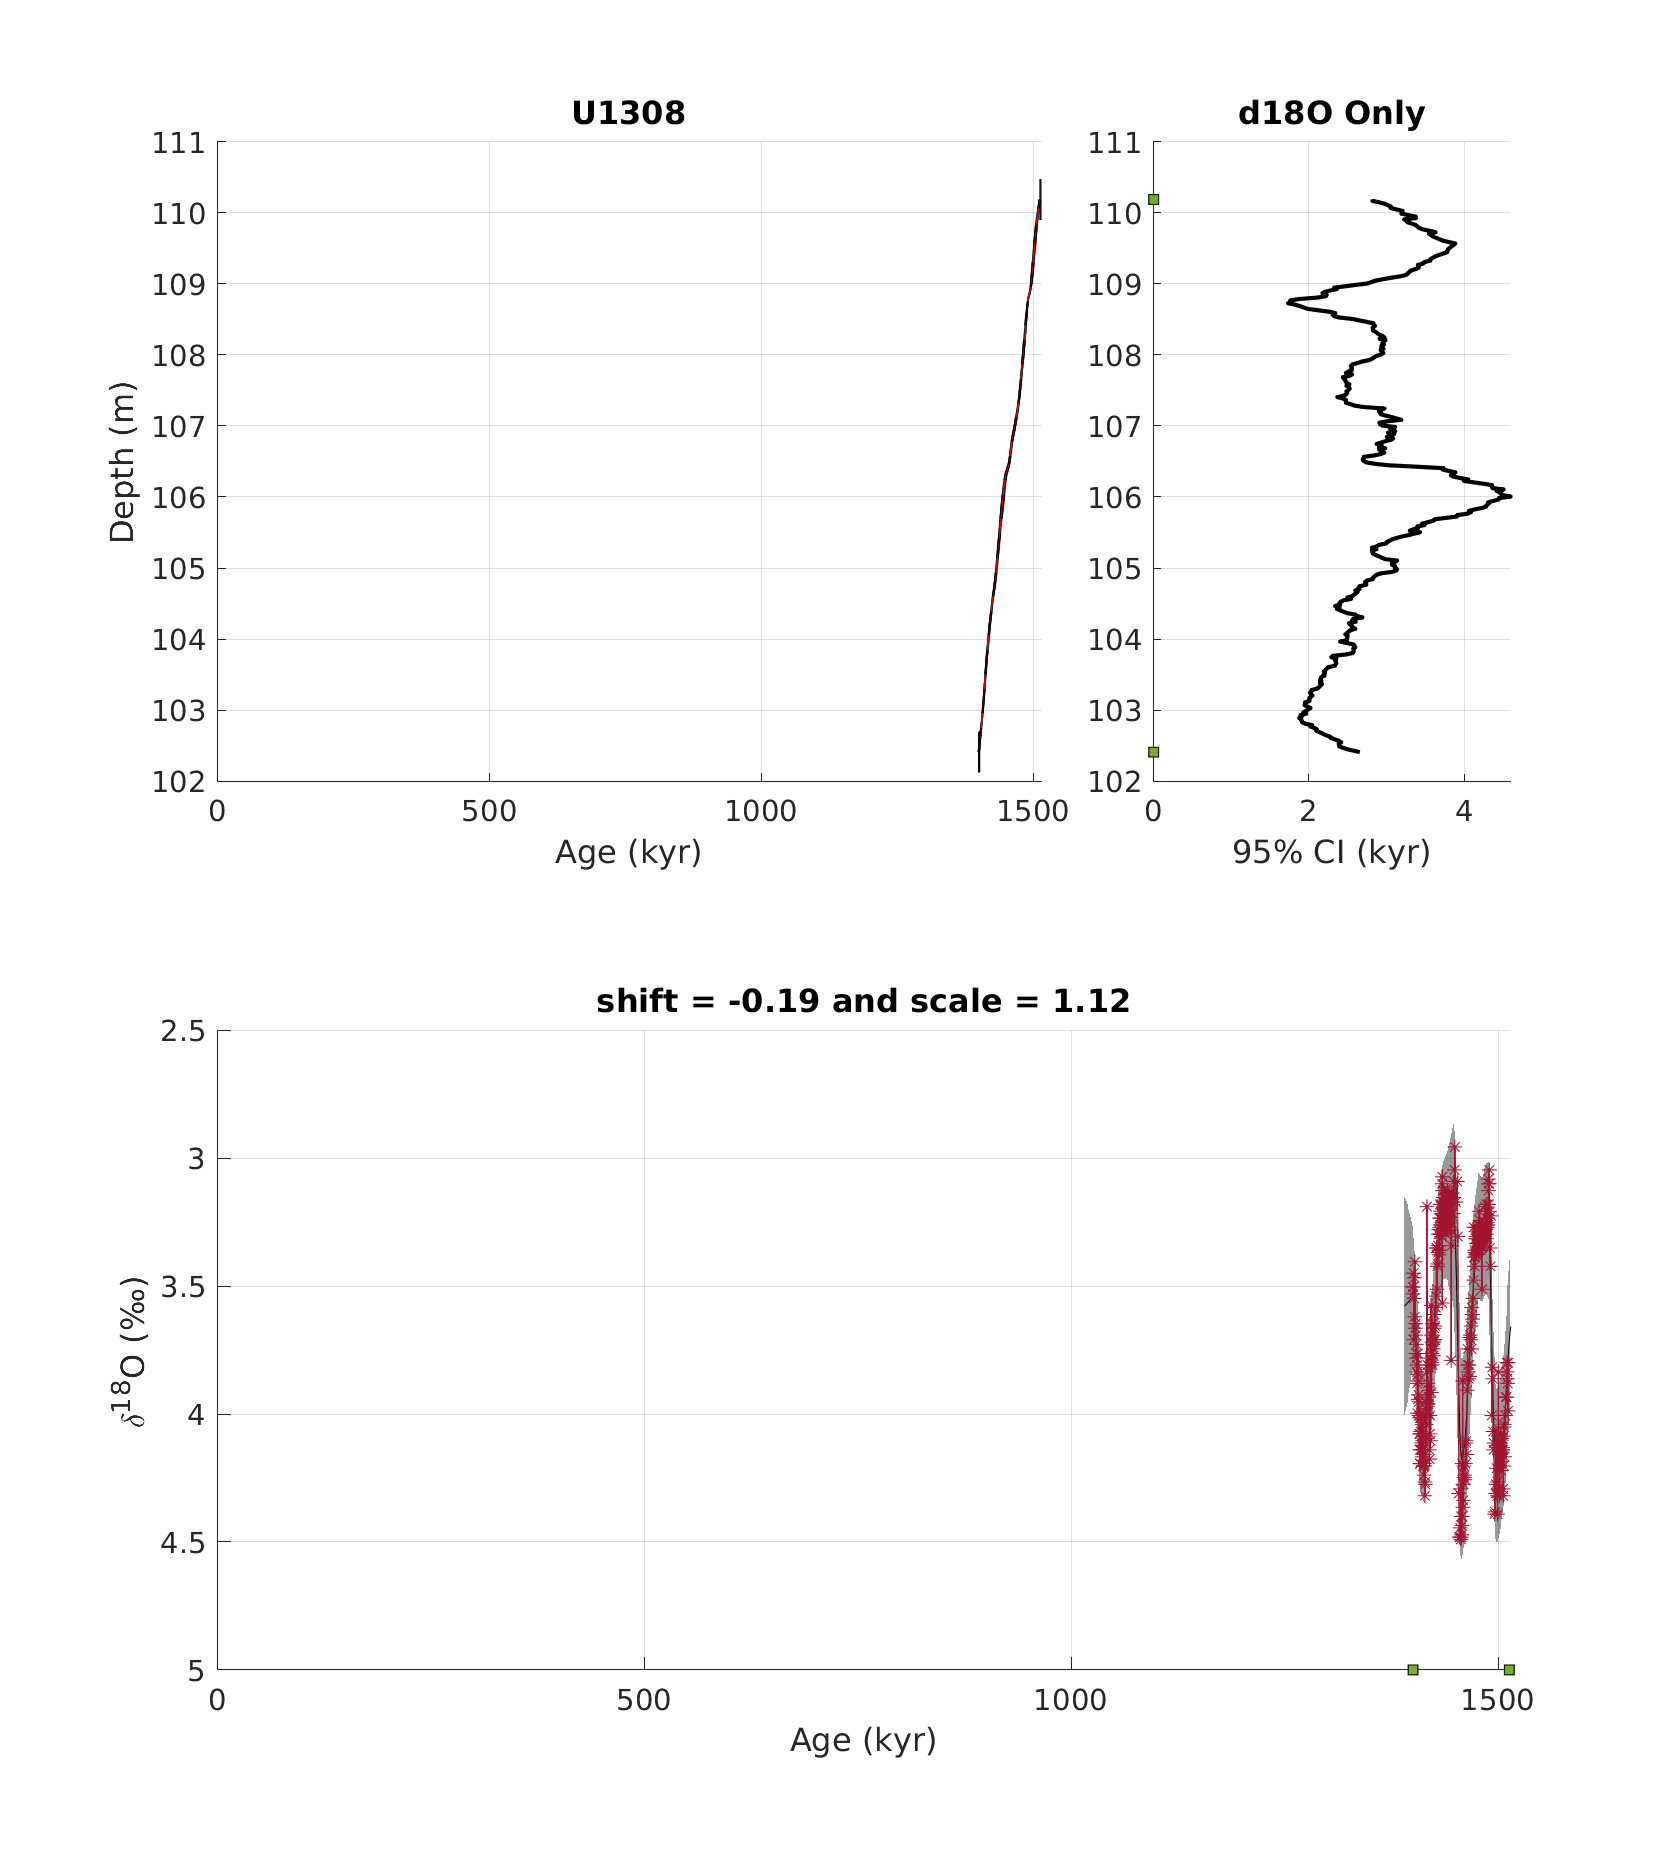 U1308
111
110
109
108
107
106
105
104
103
102
Depth (m)
0 500 1000 1500
Age (kyr)
d18O Only
111
110
109
108
107
106
105
104
103
102
0 2 4
95% CI (kyr)
shift = -0.19 and scale = 1.12
2.5
3
3.5
4
4.5
5
δ18O (‰)
0 500 1000 1500
Age (kyr)